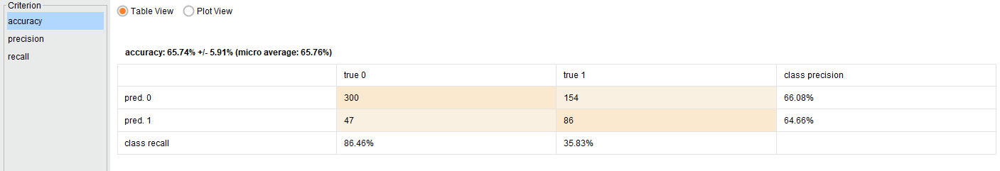 Criterion
accuracy
precision
recall
Table View Plot View
accuracy: 65.74% +/- 5.91% (micro average: 65.76%)
true 0 true 1 class precision
pred. 0 300 154 66.08%
pred. 1 47 86 64.66%
class recall 86.46% 35.83%